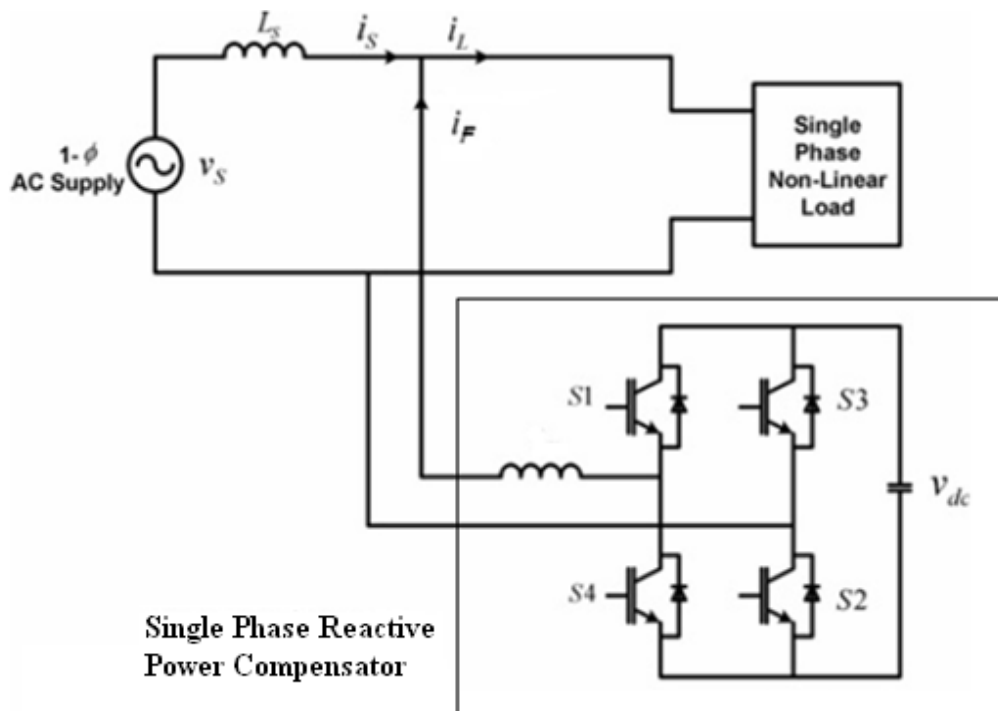 L_S
i_S
i_L
1- ϕ
AC Supply
v_S
i_F
Single
Phase
Non-Linear
Load
S1
S3
v_dc
S4
S2
Single Phase Reactive
Power Compensator